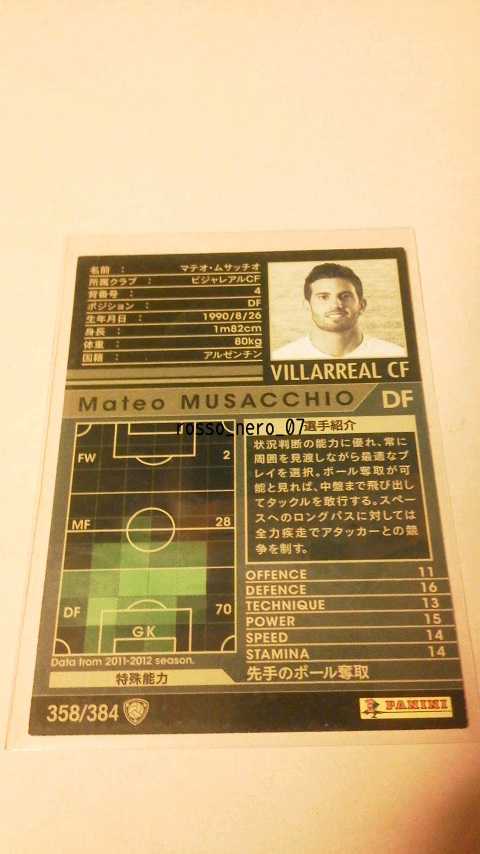 名前 : マテオ・ムサッチオ
所属クラブ : ビジャレアルCF
背番号 : 4
ポジション : DF
生年月日 : 1990/8/26
身長 : 1m82cm
体重 : 80kg
国籍 : アルゼンチン
VILLARREAL CF
Mateo MUSACCHIO DF
rosso_nero_07
選手紹介
状況判断の能力に優れ、常に
周囲を見渡しながら最適なプ
レイを選択。ボール奪取が可
能と見れば、中盤まで飛び出し
てタックルを敢行する。スペー
スへのロングパスに対しては
全力疾走でアタッカーとの競
争を制す。
FW 2
MF 28
DF 70
GK
Data from 2011-2012 season.
OFFENCE 11
DEFENCE 16
TECHNIQUE 13
POWER 15
SPEED 14
STAMINA 14
特殊能力 先手のボール奪取
358/384
PANINI